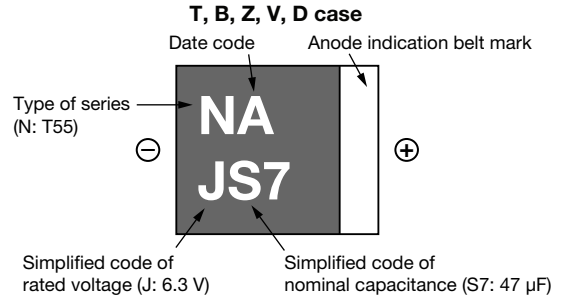 T, B, Z, V, D case
Date code
Anode indication belt mark
Type of series
(N: T55)
NA
JS7
⊖
⊕
Simplified code of
rated voltage (J: 6.3 V)
Simplified code of
nominal capacitance (S7: 47 μF)